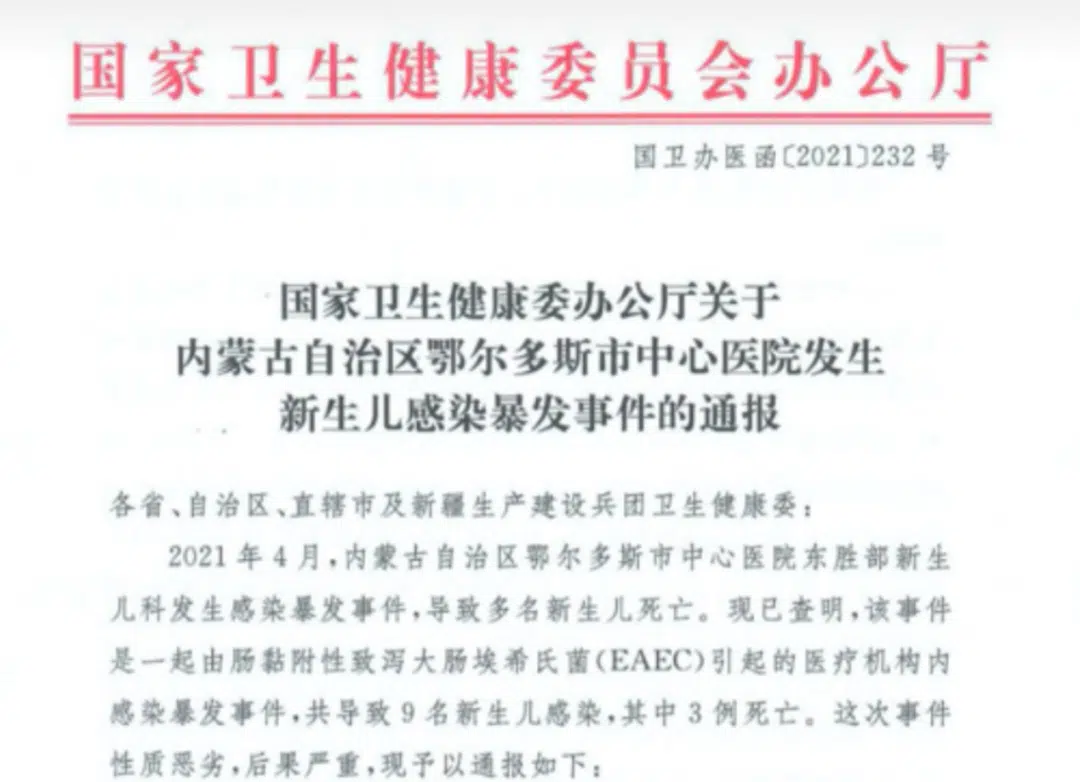 国家卫生健康委员会办公厅
国卫办医函〔2021〕232 号
国家卫生健康委办公厅关于
内蒙古自治区鄂尔多斯市中心医院发生
新生儿感染暴发事件的通报
各省、自治区、直辖市及新疆生产建设兵团卫生健康委：
2021 年 4 月，内蒙古自治区鄂尔多斯市中心医院东胜部新生
儿科发生感染暴发事件，导致多名新生儿死亡。现已查明，该事件
是一起由肠黏附性致泻大肠埃希氏菌（EAEC）引起的医疗机构内
感染暴发事件，共导致 9 名新生儿感染，其中 3 例死亡。这次事件
性质恶劣，后果严重，现予以通报如下：